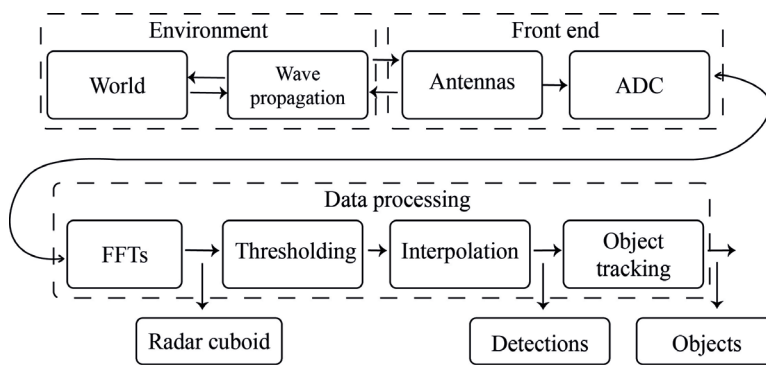 Environment
Front end
World
Wave
propagation
Antennas
ADC
Data processing
FFTs
Thresholding
Interpolation
Object
tracking
Radar cuboid
Detections
Objects